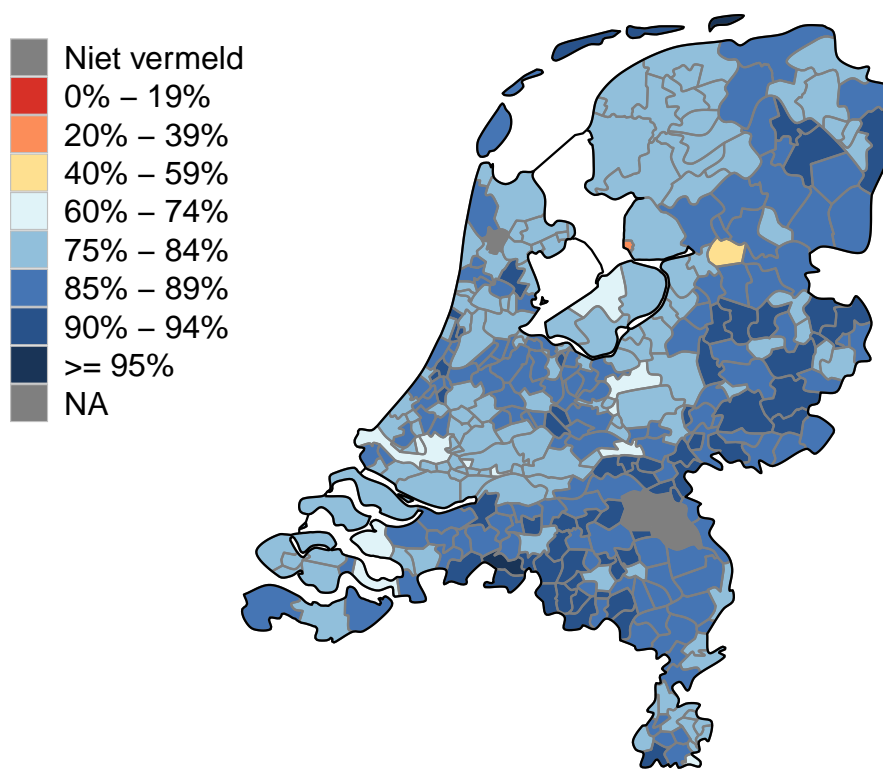 Niet vermeld
0% – 19%
20% – 39%
40% – 59%
60% – 74%
75% – 84%
85% – 89%
90% – 94%
>= 95%
NA